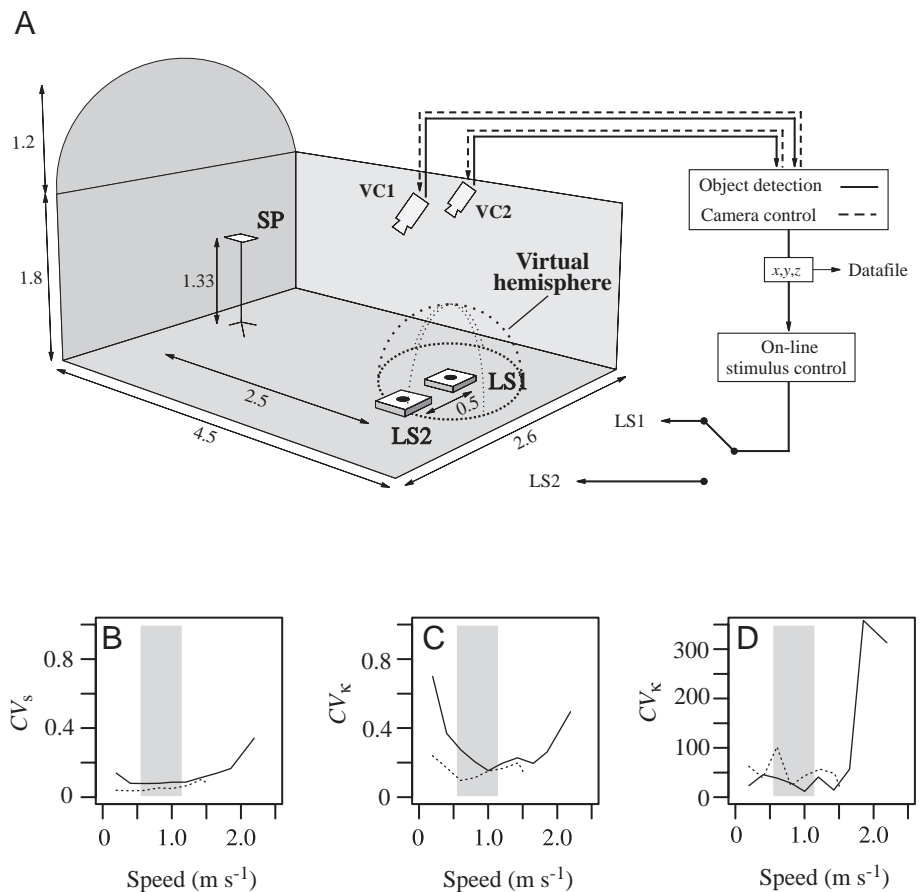 A
1.2
1.8
SP
1.33
VC1
VC2
Virtual
hemisphere
LS1
LS2
0.5
2.5
4.5
2.6
Object detection
Camera control
x,y,z
Datafile
On-line
stimulus control
LS1
LS2
B
CVs
0.8
0.4
0
0 1.0 2.0
Speed (m s-1)
C
CVκ
0.8
0.4
0
0 1.0 2.0
Speed (m s-1)
D
CVκ
300
200
100
50
0
0 1.0 2.0
Speed (m s-1)